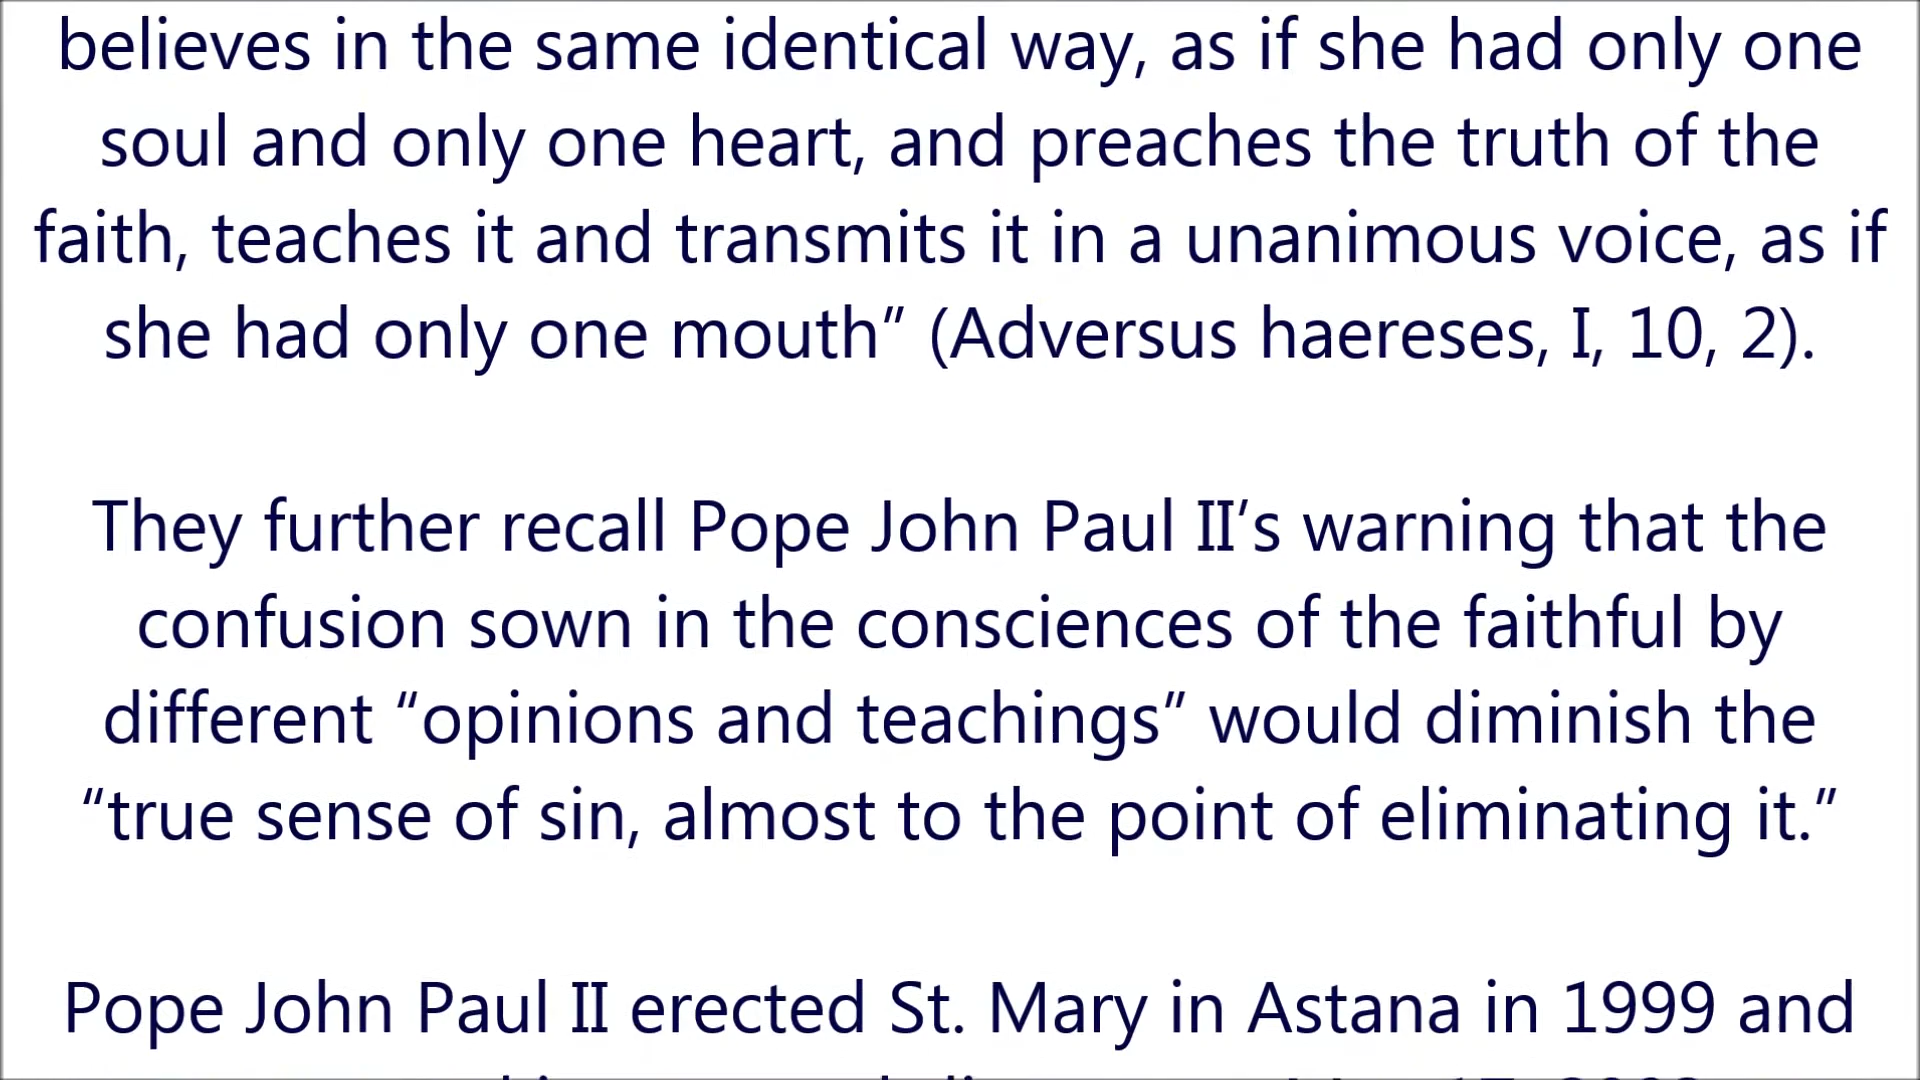 believes in the same identical way, as if she had only one
soul and only one heart, and preaches the truth of the
faith, teaches it and transmits it in a unanimous voice, as if
she had only one mouth” (Adversus haereses, I, 10, 2).
They further recall Pope John Paul II’s warning that the
confusion sown in the consciences of the faithful by
different “opinions and teachings” would diminish the
“true sense of sin, almost to the point of eliminating it.”
Pope John Paul II erected St. Mary in Astana in 1999 and